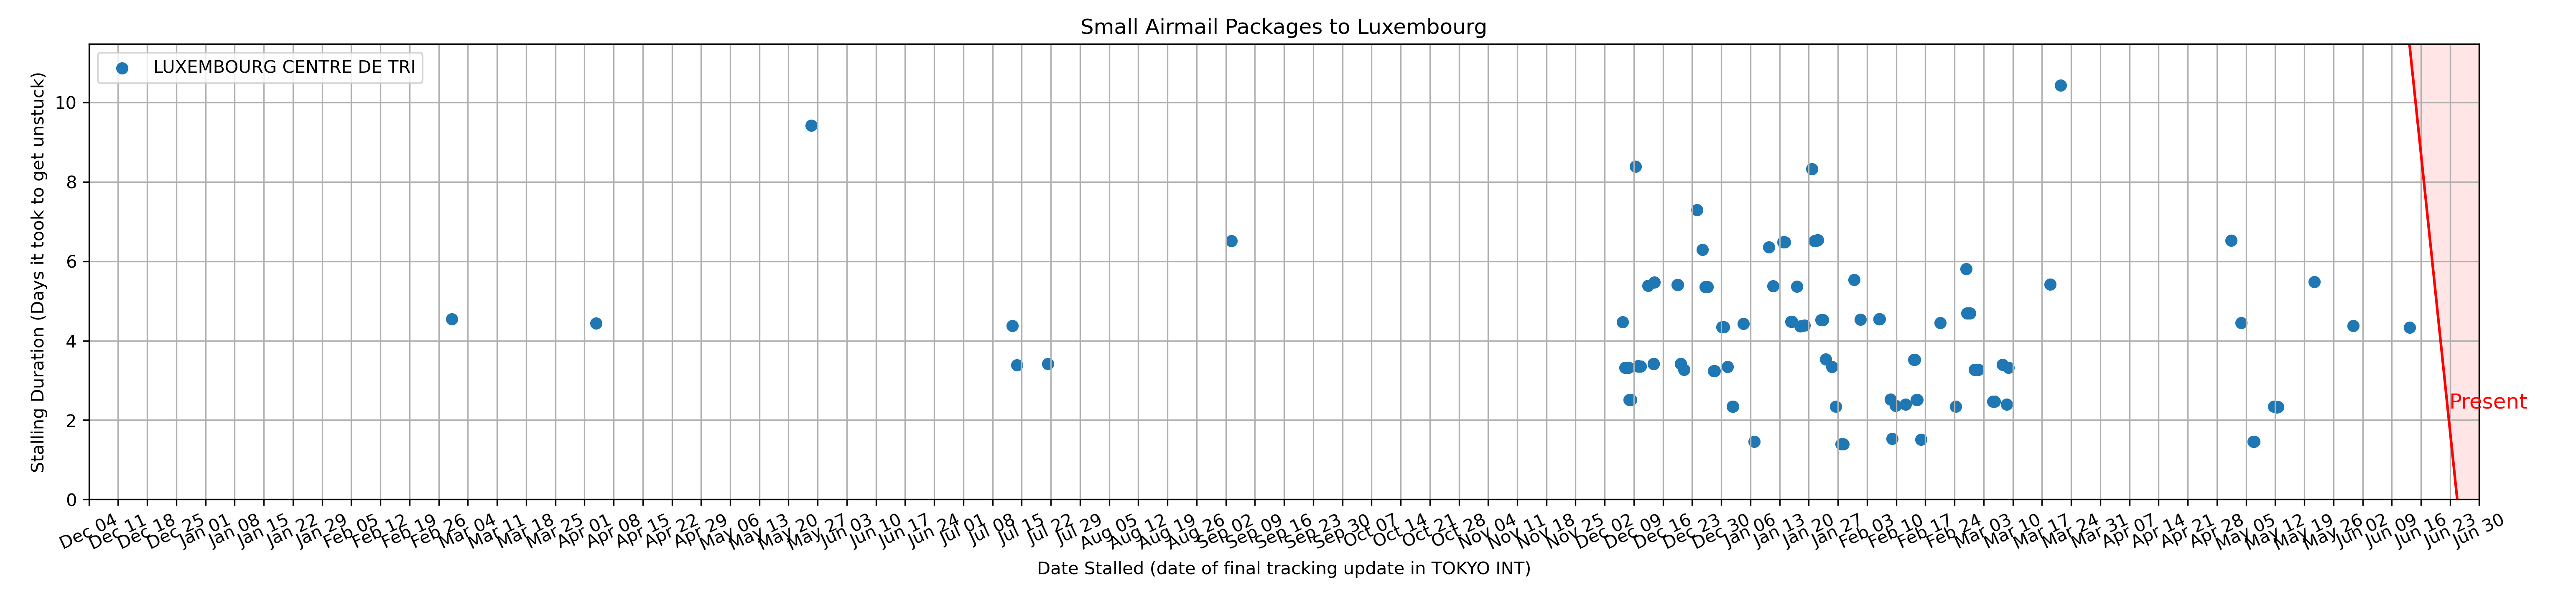 Small Airmail Packages to Luxembourg
LUXEMBOURG CENTRE DE TRI
Stalling Duration (Days it took to get unstuck)
10
8
6
4
2
0
Present
Dec 04
Dec 11
Dec 18
Dec 25
Jan 01
Jan 08
Jan 15
Jan 22
Jan 29
Feb 05
Feb 12
Feb 19
Feb 26
Mar 04
Mar 11
Mar 18
Mar 25
Apr 01
Apr 08
Apr 15
Apr 22
Apr 29
May 06
May 13
May 20
May 27
Jun 03
Jun 10
Jun 17
Jun 24
Jul 01
Jul 08
Jul 15
Jul 22
Jul 29
Aug 05
Aug 12
Aug 19
Aug 26
Sep 02
Sep 09
Sep 16
Sep 23
Sep 30
Oct 07
Oct 14
Oct 21
Oct 28
Nov 04
Nov 11
Nov 18
Nov 25
Dec 02
Dec 09
Dec 16
Dec 23
Dec 30
Jan 06
Jan 13
Jan 20
Jan 27
Feb 03
Feb 10
Feb 17
Feb 24
Mar 03
Mar 10
Mar 17
Mar 24
Mar 31
Apr 07
Apr 14
Apr 21
Apr 28
May 05
May 12
May 19
May 26
Jun 02
Jun 09
Jun 16
Jun 23
Jun 30
Date Stalled (date of final tracking update in TOKYO INT)